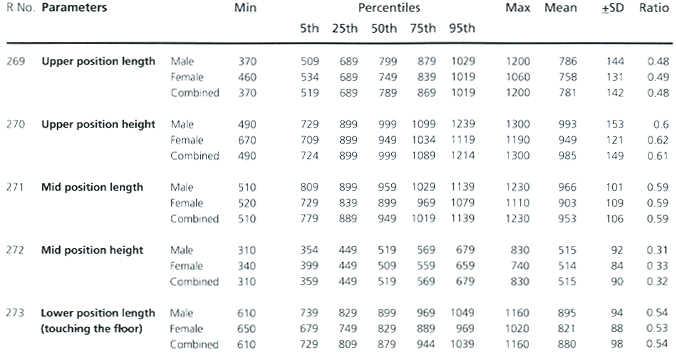 R.No. Parameters Min Percentiles Max Mean ±SD Ratio
5th 25th 50th 75th 95th
269 Upper position length Male 370 509 689 799 879 1029 1200 786 144 0.48
Female 460 534 689 749 839 1019 1060 758 131 0.49
Combined 370 519 689 789 869 1019 1200 781 142 0.48
270 Upper position height Male 490 729 899 999 1099 1239 1300 993 153 0.6
Female 670 709 899 949 1034 1119 1190 949 121 0.62
Combined 490 724 899 999 1089 1214 1300 985 149 0.61
271 Mid position length Male 510 809 899 959 1029 1139 1230 966 101 0.59
Female 520 729 839 899 969 1079 1110 903 109 0.59
Combined 510 779 889 949 1019 1139 1230 953 106 0.59
272 Mid position height Male 310 354 449 519 569 679 830 515 92 0.31
Female 340 399 449 509 559 659 740 514 84 0.33
Combined 310 359 449 519 569 679 830 515 90 0.32
273 Lower position length Male 610 739 829 899 969 1049 1160 895 94 0.54
(touching the floor) Female 650 679 749 829 889 969 1020 821 88 0.53
Combined 610 729 809 879 944 1039 1160 880 98 0.54